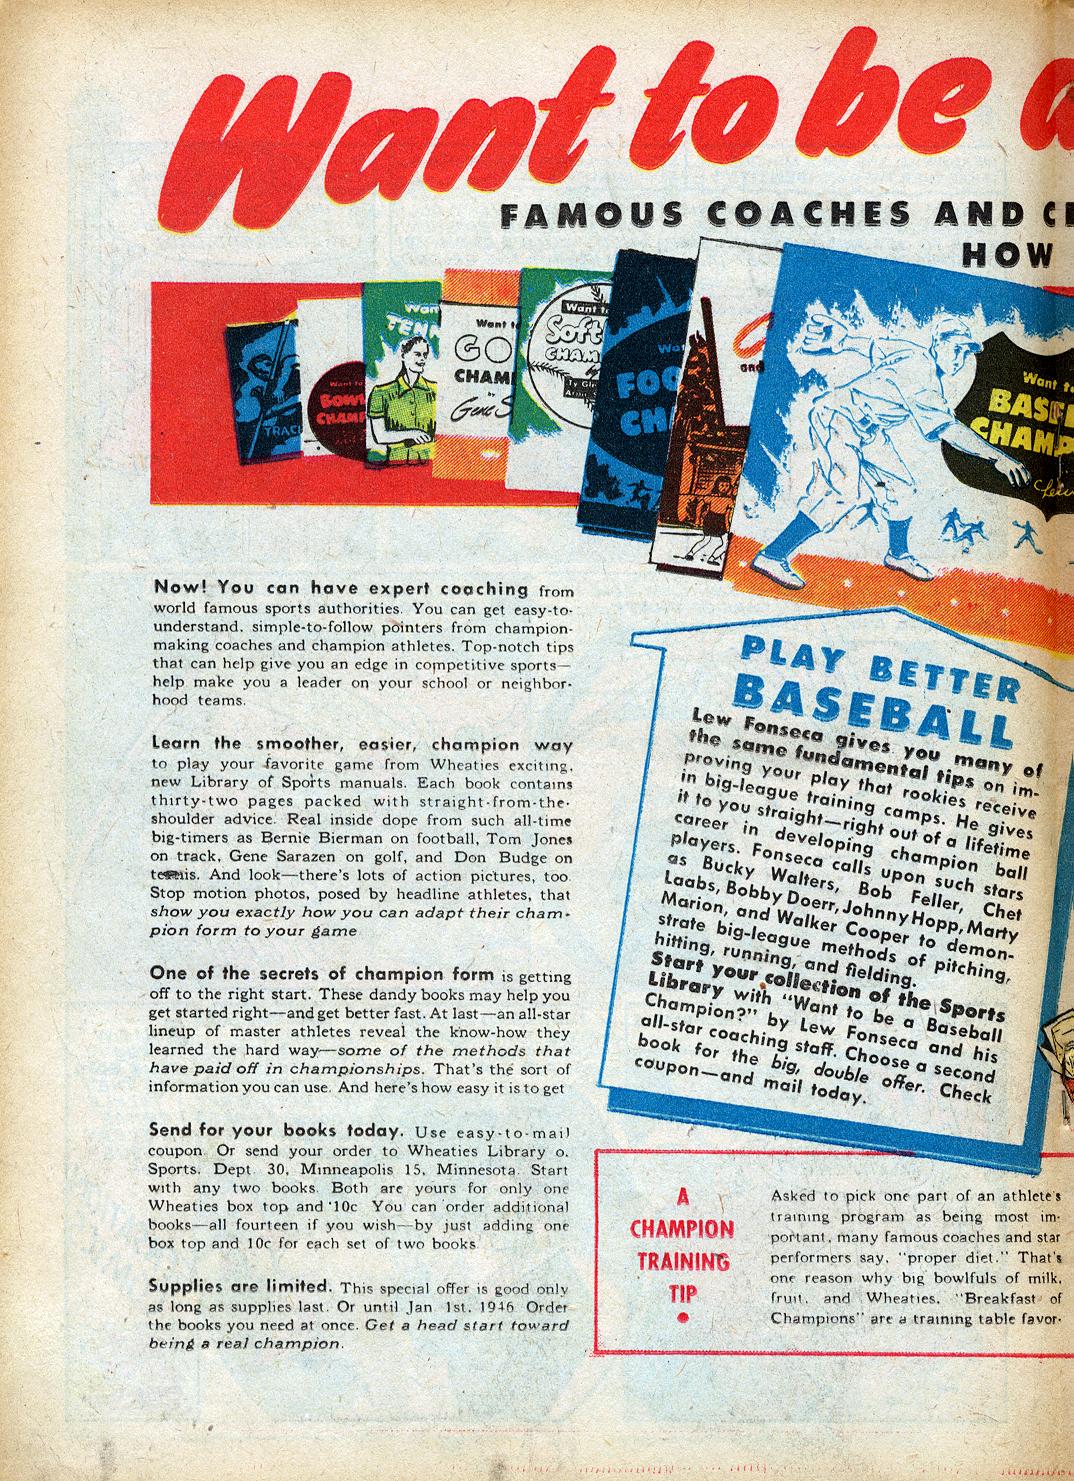 Want to be a
FAMOUS COACHES AND
HOW
TRACK
Want to
BOWL
CHAMP
Want
TENN
Want to
GO
CHAMP
by
Gene S
Want to
Soft
CHAM
by
Wa
FOO
CH
and
Want to
BASE
CHAMP
Now! You can have expert coaching from
world famous sports authorities. You can get easy-to-
understand, simple-to-follow pointers from champion-
making coaches and champion athletes. Top-notch tips
that can help give you an edge in competitive sports—
help make you a leader on your school or neighbor-
hood teams.
Learn the smoother, easier, champion way
to play your favorite game from Wheaties exciting,
new Library of Sports manuals. Each book contains
thirty-two pages packed with straight-from-the-
shoulder advice. Real inside dope from such all-time
big-timers as Bernie Bierman on football, Tom Jones
on track, Gene Sarazen on golf, and Don Budge on
tennis. And look—there's lots of action pictures, too.
Stop motion photos, posed by headline athletes, that
show you exactly how you can adapt their cham-
pion form to your game
One of the secrets of champion form is getting
off to the right start. These dandy books may help you
get started right—and get better fast. At last—an all-star
lineup of master athletes reveal the know-how they
learned the hard way—some of the methods that
have paid off in championships. That's the sort of
information you can use. And here's how easy it is to get
Send for your books today. Use easy-to-mail
coupon Or send your order to Wheaties Library o.
Sports, Dept. 30, Minneapolis 15, Minnesota. Start
with any two books. Both are yours for only one
Wheaties box top and 10c You can order additional
books—all fourteen if you wish—by just adding one
box top and 10c for each set of two books.
Supplies are limited. This special offer is good only
as long as supplies last. Or until Jan 1st, 1946 Order
the books you need at once. Get a head start toward
being a real champion.
PLAY BETTER
BASEBALL
Lew Fonseca gives you many of
the same fundamental tips on im-
proving your play that rookies receive
in big-league training camps. He gives
it to you straight—right out of a lifetime
career in developing champion ball
players. Fonseca calls upon such stars
as Bucky Walters, Bob Feller, Chet
Laabs, Bobby Doerr, Johnny Hopp, Marty
Marion, and Walker Cooper to demon-
strate big-league methods of pitching,
hitting, running, and fielding.
Start your collection of the Sports
Library with "Want to be a Baseball
Champion?" by Lew Fonseca and his
all-star coaching staff. Choose a second
book for the big, double offer. Check
coupon—and mail today.
A
CHAMPION
TRAINING
TIP
Asked to pick one part of an athlete's
training program as being most im-
portant, many famous coaches and star
performers say, "proper diet." That's
one reason why big bowlfuls of milk,
fruit, and Wheaties, "Breakfast of
Champions" are a training table favor-